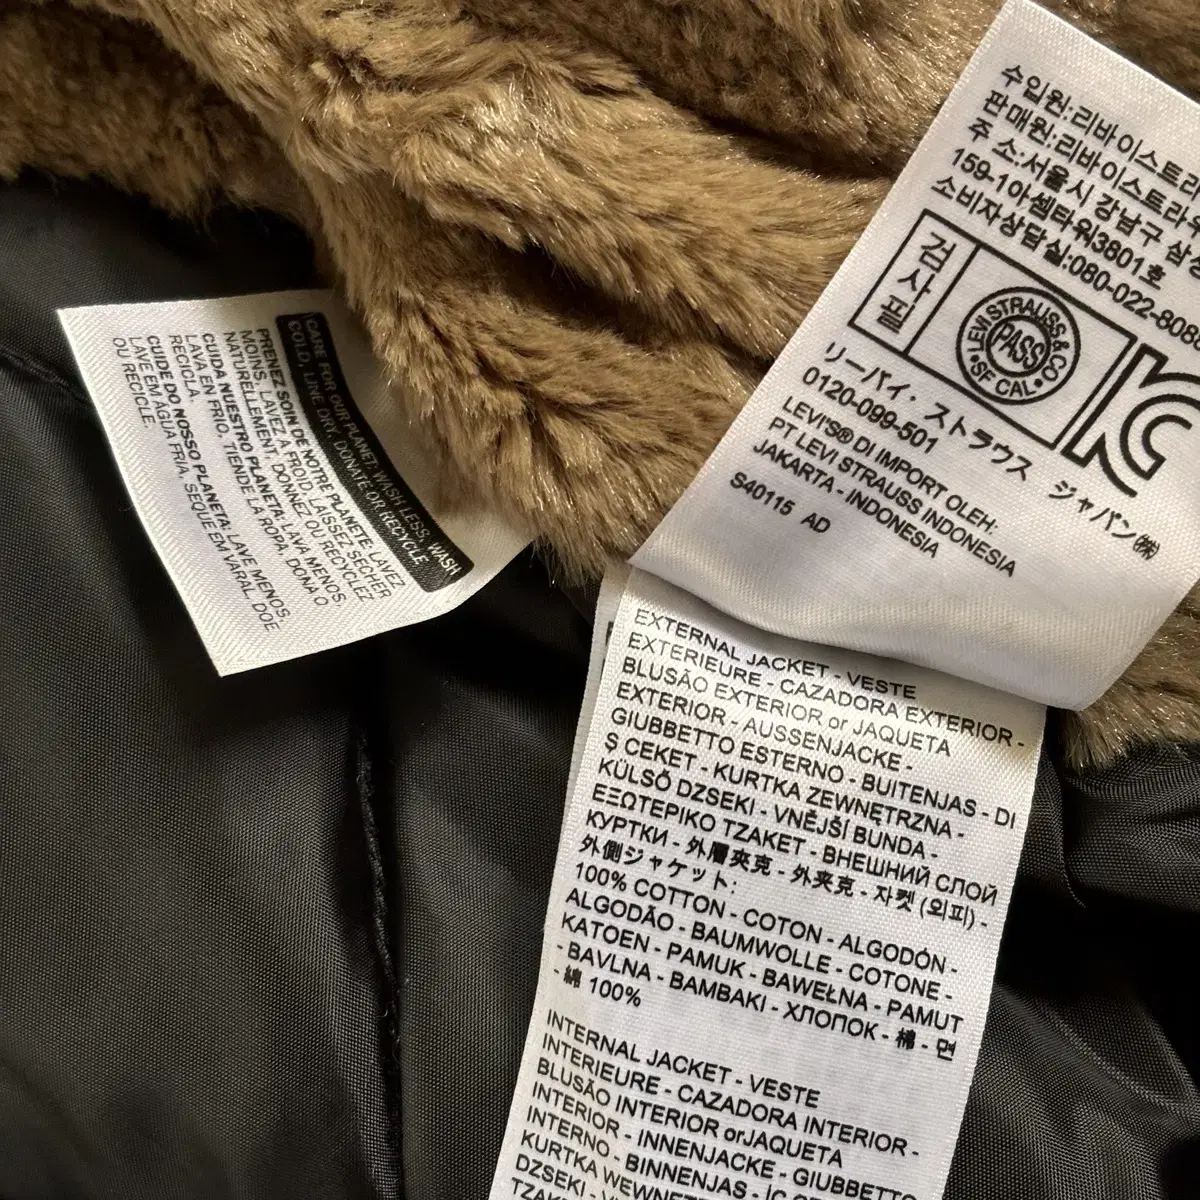 CARE FOR OUR PLANET: WASH LESS, WASH
COLD, LINE DRY, DONATE OR RECYCLE
PRENEZ SOIN DE NOTRE PLANÈTE: LAVEZ
MOINS, LAVEZ À FROID, LAISSEZ SÉCHER
NATURELLEMENT, DONNEZ OU RECYCLEZ
CUIDA NUESTRO PLANETA: LAVA MENOS,
LAVA EN FRÍO, TIENDE LA ROPA, DONA O
RECICLA.
CUIDE DO NOSSO PLANETA: LAVE MENOS,
LAVE EM ÁGUA FRIA, SEQUE EM VARAL, DOE
OU RECICLE.
수입원:리바이스트라
판매원:리바이스트라우
주 소:서울시 강남구 삼성
159-1아셈타워3801호
소비자상담실:080-022-8088
검사필
LEVI STRAUSS & CO
PASS
SF CAL
リーバイ・ストラウス ジャパン㈱
0120-099-501
LEVI'S® DI IMPORT OLEH:
PT LEVI STRAUSS INDONESIA
JAKARTA - INDONESIA
S40115 AD
EXTERNAL JACKET - VESTE
EXTERIEURE - CAZADORA EXTERIOR -
BLUSÃO EXTERIOR or JAQUETA
EXTERIOR - AUSSENJACKE -
GIUBBETTO ESTERNO - BUITENJAS - DI
Ş CEKET - KURTKA ZEWNĘTRZNA -
KÜLSŐ DZSEKI - VNĚJŠÍ BUNDA -
ΕΞΩΤΕΡΙΚΟ ΤΖΑΚΕΤ - ВНЕШНИЙ СЛОЙ
КУРТКИ - 外層夾克 - 外夹克 - 자켓 (외피) -
外側ジャケット:
100% COTTON - COTON - ALGODÓN -
ALGODÃO - BAUMWOLLE - COTONE -
KATOEN - PAMUK - BAWEŁNA - PAMUT
- BAVLNA - BAMBAKI - ХЛОПОК - 棉 - 면
- 綿 100%
INTERNAL JACKET - VESTE
INTERIEURE - CAZADORA INTERIOR -
BLUSÃO INTERIOR orJAQUETA
INTERIOR - INNENJACKE - GIUBBETTO
INTERNO - BINNENJAS - İÇ
KURTKA
DZSEKI -